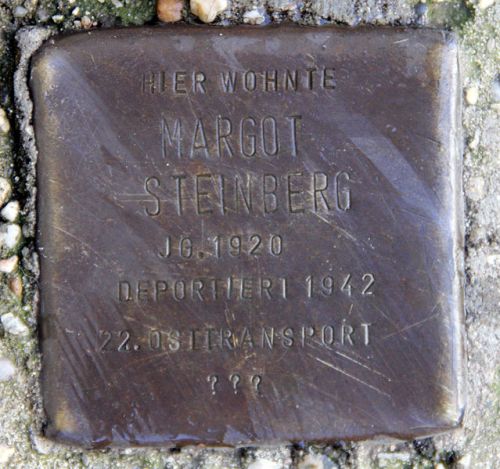 HIER WOHNTE
MARGOT
STEINBERG
JG.1920
DEPORTIERT 1942
22.OSTTRANSPORT
???